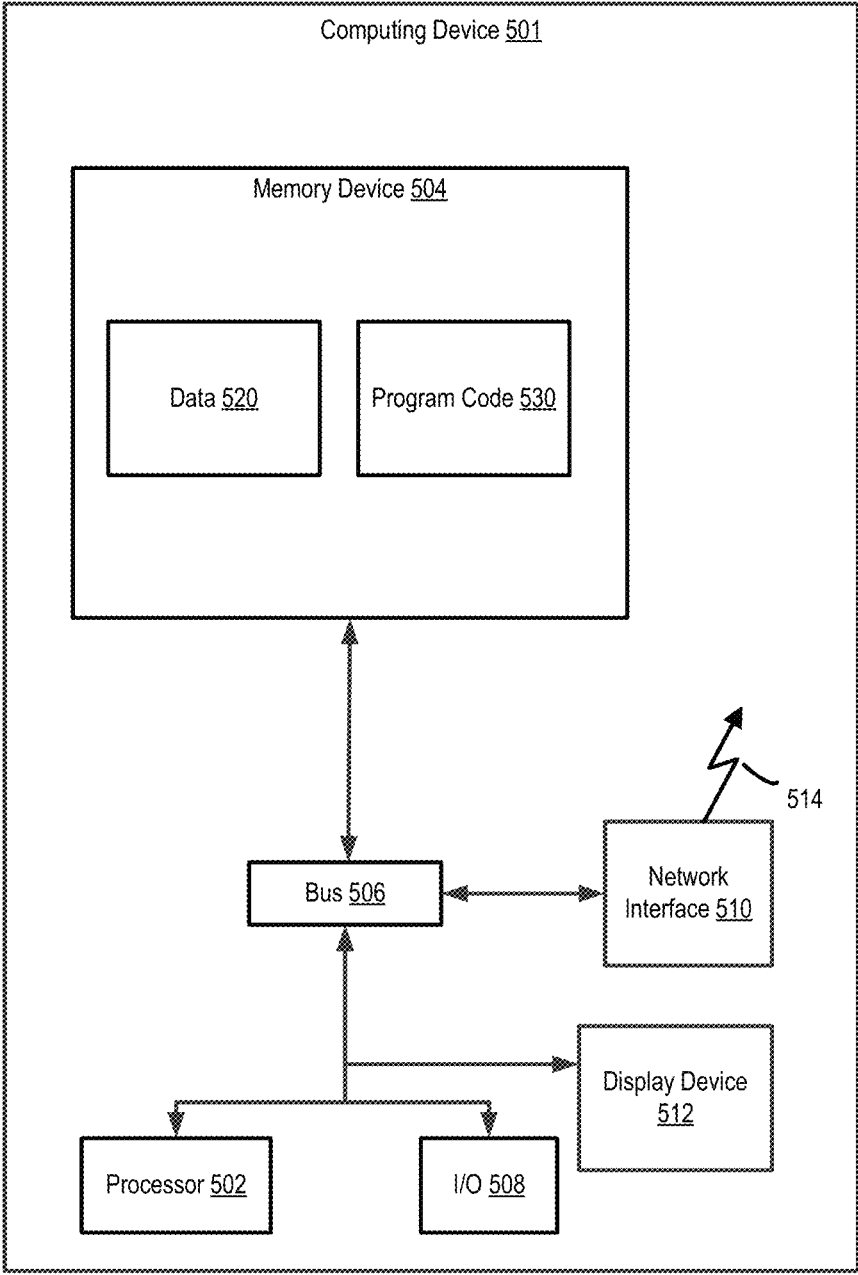 Computing Device 501
Memory Device 504
Data 520
Program Code 530
514
Bus 506
Network
Interface 510
Display Device
512
Processor 502
I/O 508